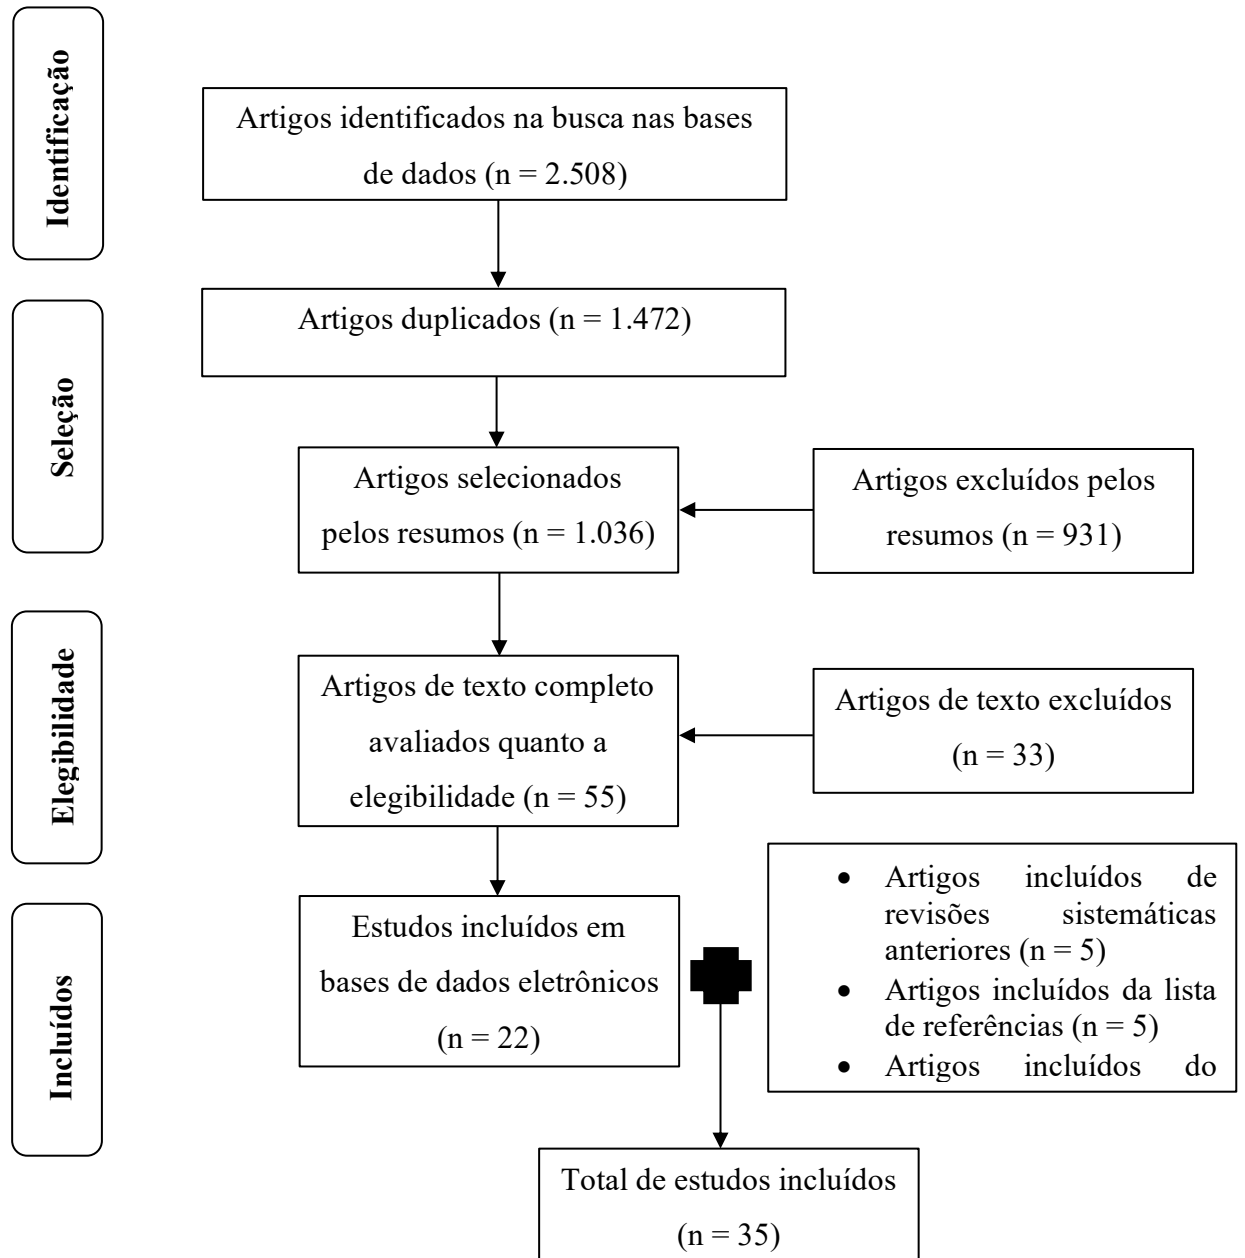 Identificação
Artigos identificados na busca nas bases
de dados (n = 2.508)
Artigos duplicados (n = 1.472)
Seleção
Artigos selecionados
pelos resumos (n = 1.036)
Artigos excluídos pelos
resumos (n = 931)
Elegibilidade
Artigos de texto completo
avaliados quanto a
elegibilidade (n = 55)
Artigos de texto excluídos
(n = 33)
Incluídos
Estudos incluídos em
bases de dados eletrônicos
(n = 22)
• Artigos incluídos de
revisões sistemáticas
anteriores (n = 5)
• Artigos incluídos da lista
de referências (n = 5)
• Artigos incluídos do
Total de estudos incluídos
(n = 35)